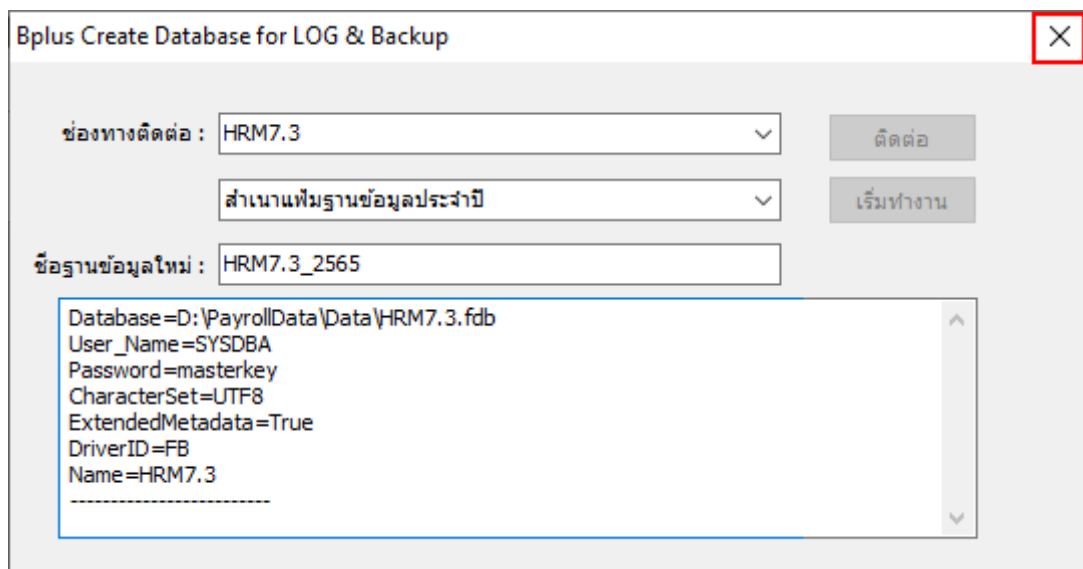 Bplus Create Database for LOG & Backup
ช่องทางติดต่อ : HRM7.3 ติดต่อ
สำเนาแฟ้มฐานข้อมูลประจำปี เริ่มทำงาน
ชื่อฐานข้อมูลใหม่ : HRM7.3_2565
Database=D:\PayrollData\Data\HRM7.3.fdb
User_Name=SYSDBA
Password=masterkey
CharacterSet=UTF8
ExtendedMetadata=True
DriverID=FB
Name=HRM7.3
-------------------------